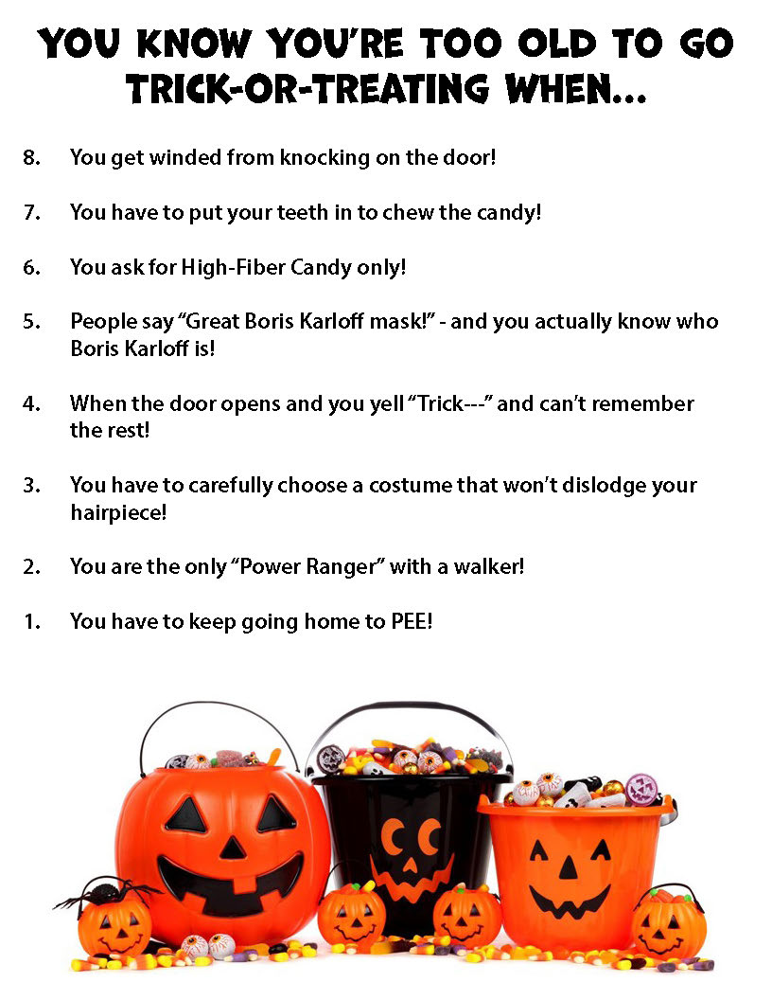 YOU KNOW YOU'RE TOO OLD TO GO
TRICK-OR-TREATING WHEN...
8. You get winded from knocking on the door!
7. You have to put your teeth in to chew the candy!
6. You ask for High-Fiber Candy only!
5. People say “Great Boris Karloff mask!” - and you actually know who
Boris Karloff is!
4. When the door opens and you yell “Trick---” and can't remember
the rest!
3. You have to carefully choose a costume that won't dislodge your
hairpiece!
2. You are the only “Power Ranger” with a walker!
1. You have to keep going home to PEE!